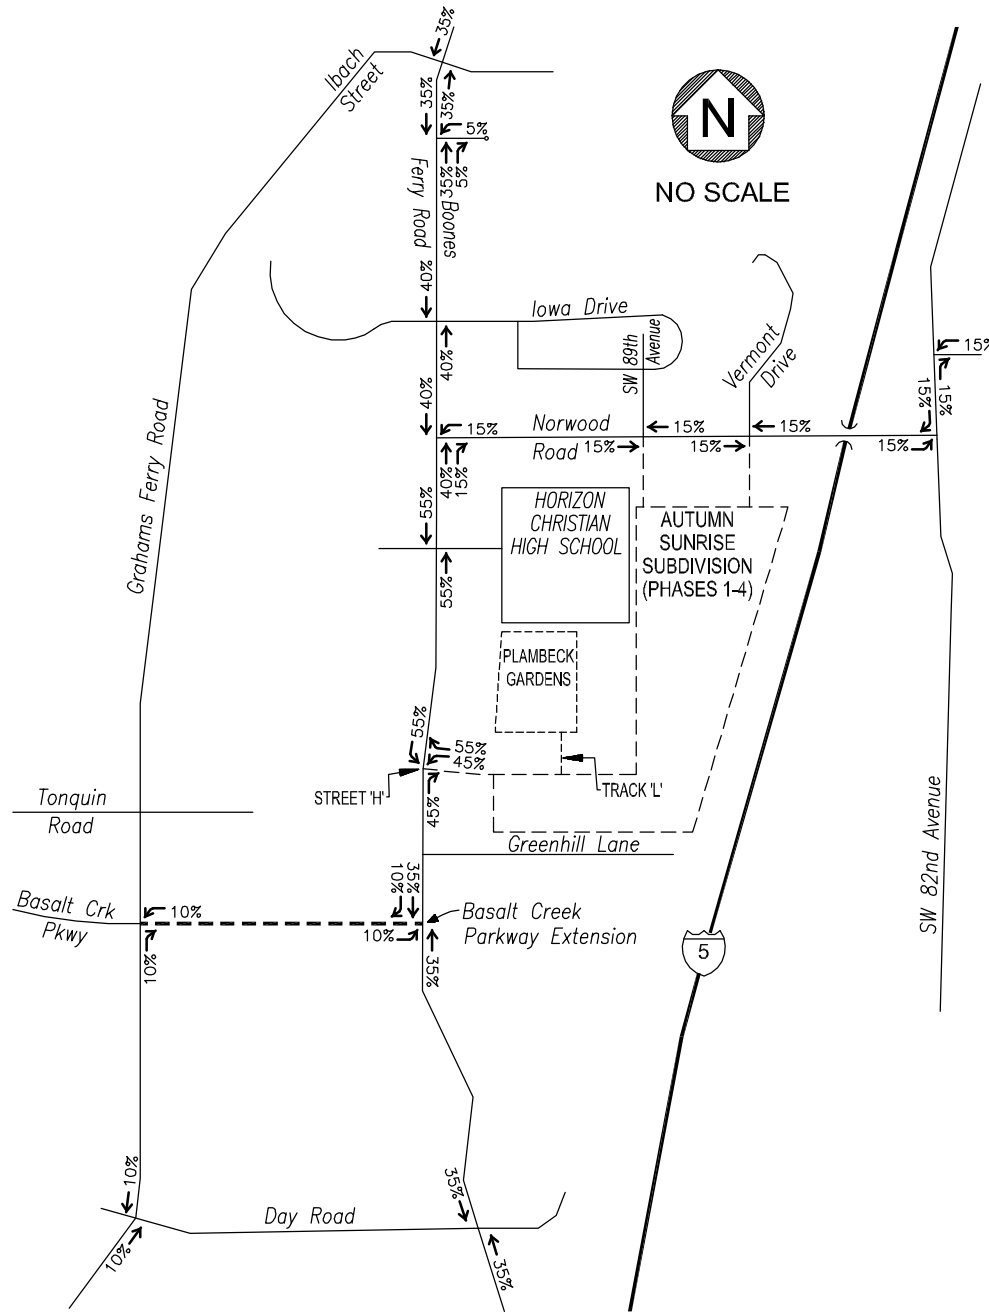 35%
Ibach
Street
35%
35%
N
NO SCALE
5%
35%
5%
Ferry Road
Boones
40%
Iowa Drive
SW 89th
Avenue
Vermont
Drive
40%
15%
15%
15%
40%
15%
Norwood
Road
15%
15%
15%
15%
15%
40%
15%
55%
Grahams Ferry Road
HORIZON
CHRISTIAN
HIGH SCHOOL
AUTUMN
SUNRISE
SUBDIVISION
(PHASES 1-4)
55%
PLAMBECK
GARDENS
55%
55%
45%
STREET 'H'
TRACK 'L'
45%
Tonquin
Road
Greenhill Lane
SW 82nd Avenue
10%
35%
Basalt Crk
Pkwy
10%
10%
Basalt Creek
Parkway Extension
10%
35%
5
10%
35%
Day Road
10%
35%